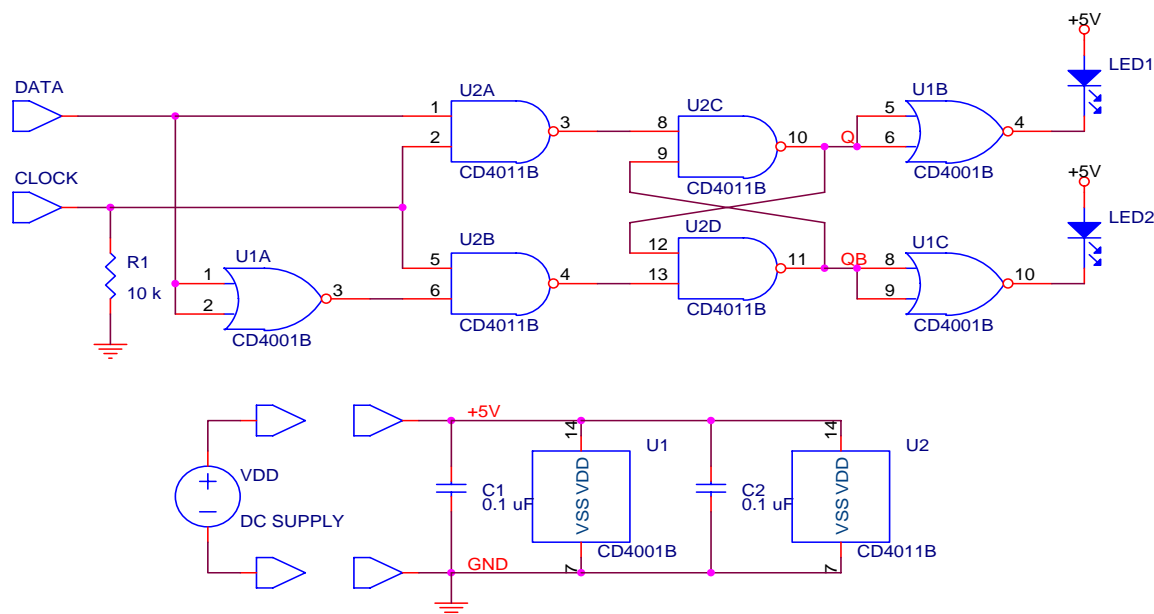 +5V
LED1
DATA
U2A
1
2
3
CD4011B
U2C
8
9
10
CD4011B
Q
U1B
5
6
4
CD4001B
CLOCK
+5V
LED2
R1
10 k
U1A
1
2
3
CD4001B
U2B
5
6
4
CD4011B
U2D
12
13
11
CD4011B
QB
U1C
8
9
10
CD4001B
VDD
DC SUPPLY
+5V
GND
C1
0.1 uF
14
U1
VSS VDD
7
CD4001B
C2
0.1 uF
14
U2
VSS VDD
7
CD4011B